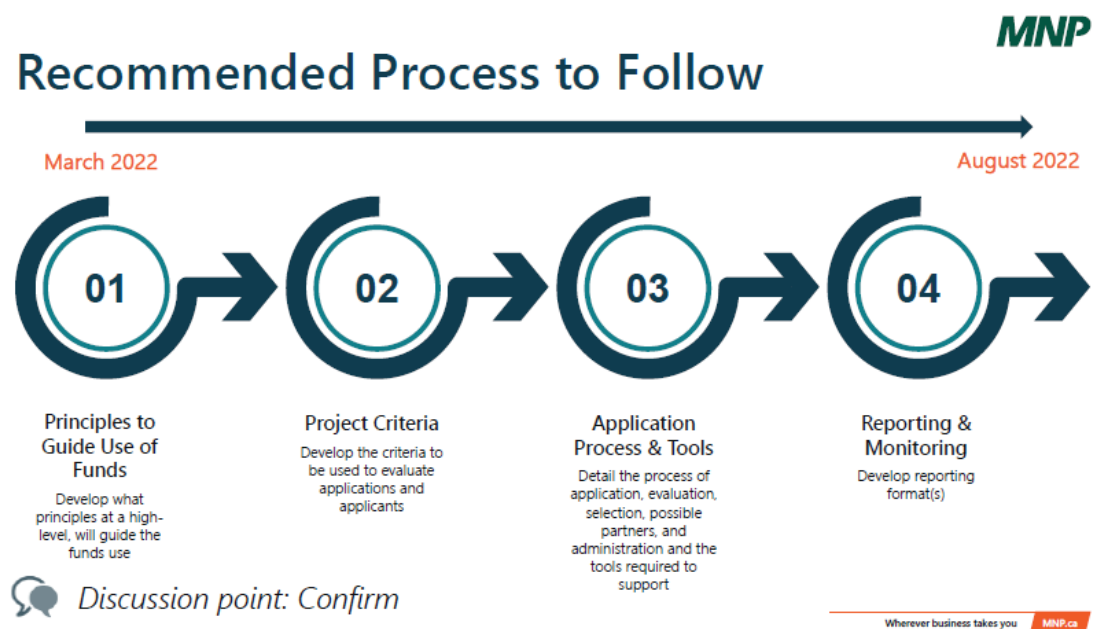 MNP
Recommended Process to Follow
March 2022
August 2022
01
02
03
04
Principles to
Guide Use of
Funds
Develop what
principles at a high-
level, will guide the
funds use
Project Criteria
Develop the criteria to
be used to evaluate
applications and
applicants
Application
Process & Tools
Detail the process of
application, evaluation,
selection, possible
partners, and
administration and the
tools required to
support
Reporting &
Monitoring
Develop reporting
format(s)
Discussion point: Confirm
Wherever business takes you
MNP.ca